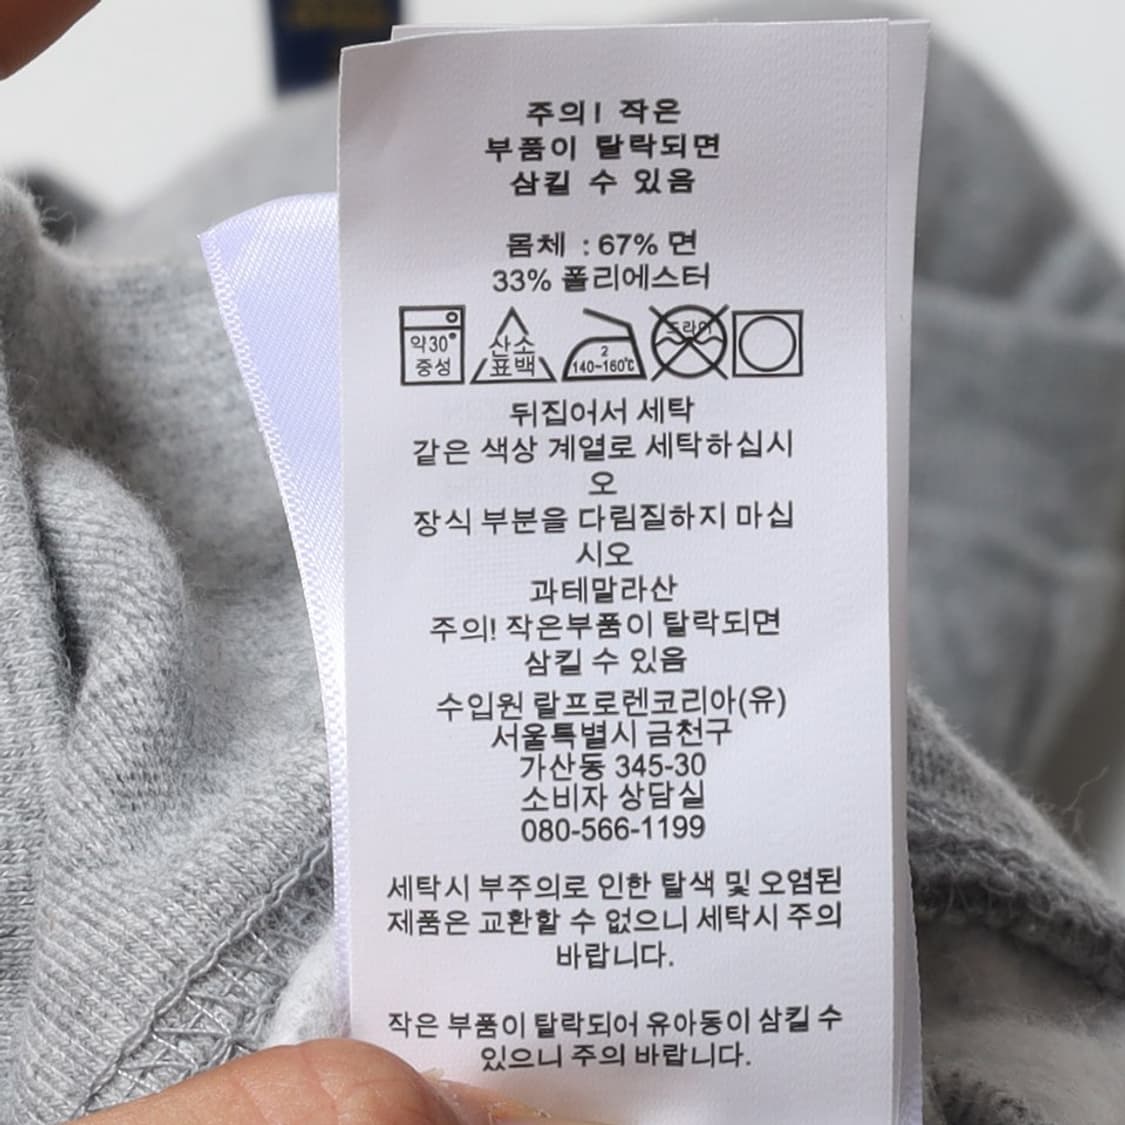 주의! 작은
부품이 탈락되면
삼킬 수 있음
몸체 : 67% 면
33% 폴리에스터
약30°
중성
산소
표백
2
140~160℃
드라이
뒤집어서 세탁
같은 색상 계열로 세탁하십시
오
장식 부분을 다림질하지 마십
시오
과테말라산
주의! 작은부품이 탈락되면
삼킬 수 있음
수입원 랄프로렌코리아(유)
서울특별시 금천구
가산동 345-30
소비자 상담실
080-566-1199
세탁시 부주의로 인한 탈색 및 오염된
제품은 교환할 수 없으니 세탁시 주의
바랍니다.
작은 부품이 탈락되어 유아동이 삼킬 수
있으니 주의 바랍니다.